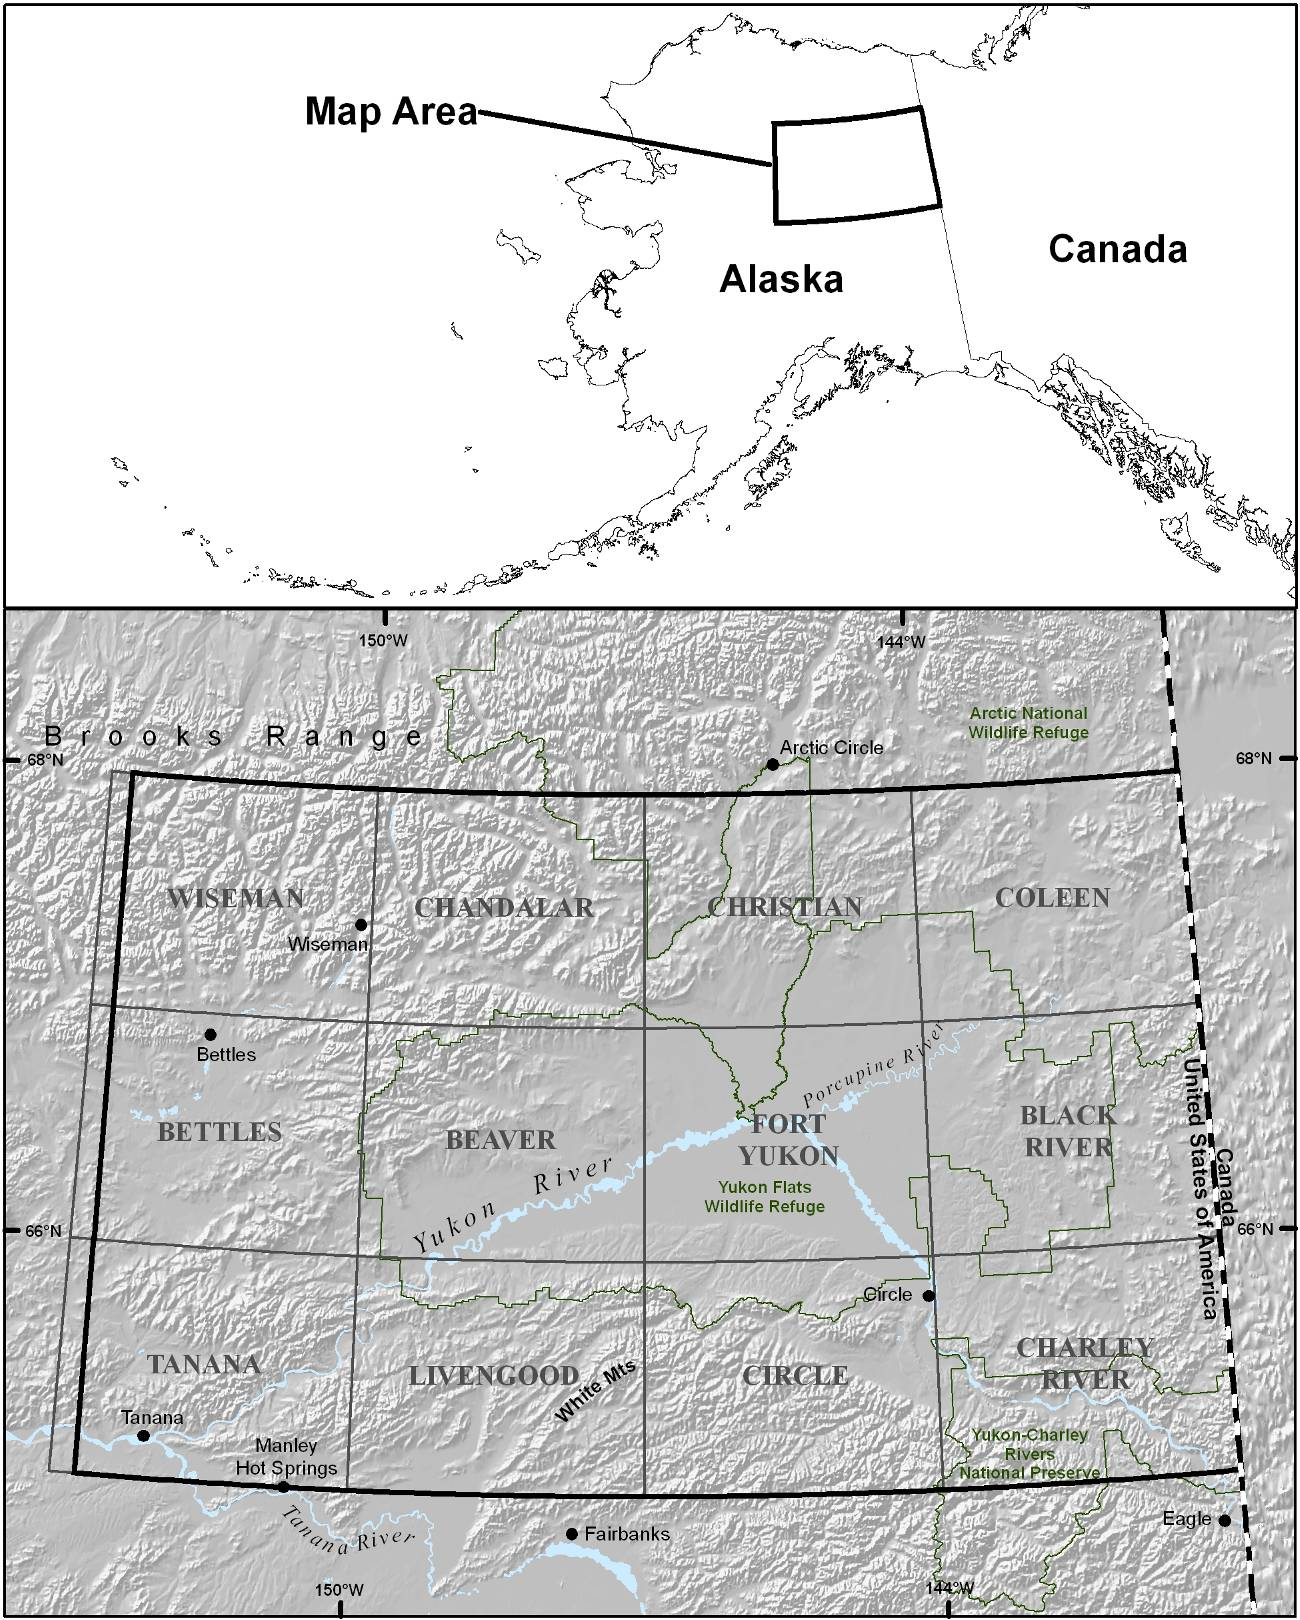 Map Area
Canada
Alaska
150°W
144°W
Arctic National
Wildlife Refuge
Brooks Range
Arctic Circle
68°N
68°N
WISEMAN
CHANDALAR
CHRISTIAN
COLEEN
Wiseman
Bettles
Porcupine River
BETTLES
BEAVER
FORT
YUKON
BLACK
RIVER
Yukon River
Yukon Flats
Wildlife Refuge
Canada
United States of America
66°N
66°N
Circle
TANANA
LIVENGOOD
White Mts
CIRCLE
CHARLEY
RIVER
Tanana
Manley
Hot Springs
Yukon-Charley
Rivers
National Preserve
Tanana River
Fairbanks
Eagle
150°W
144°W